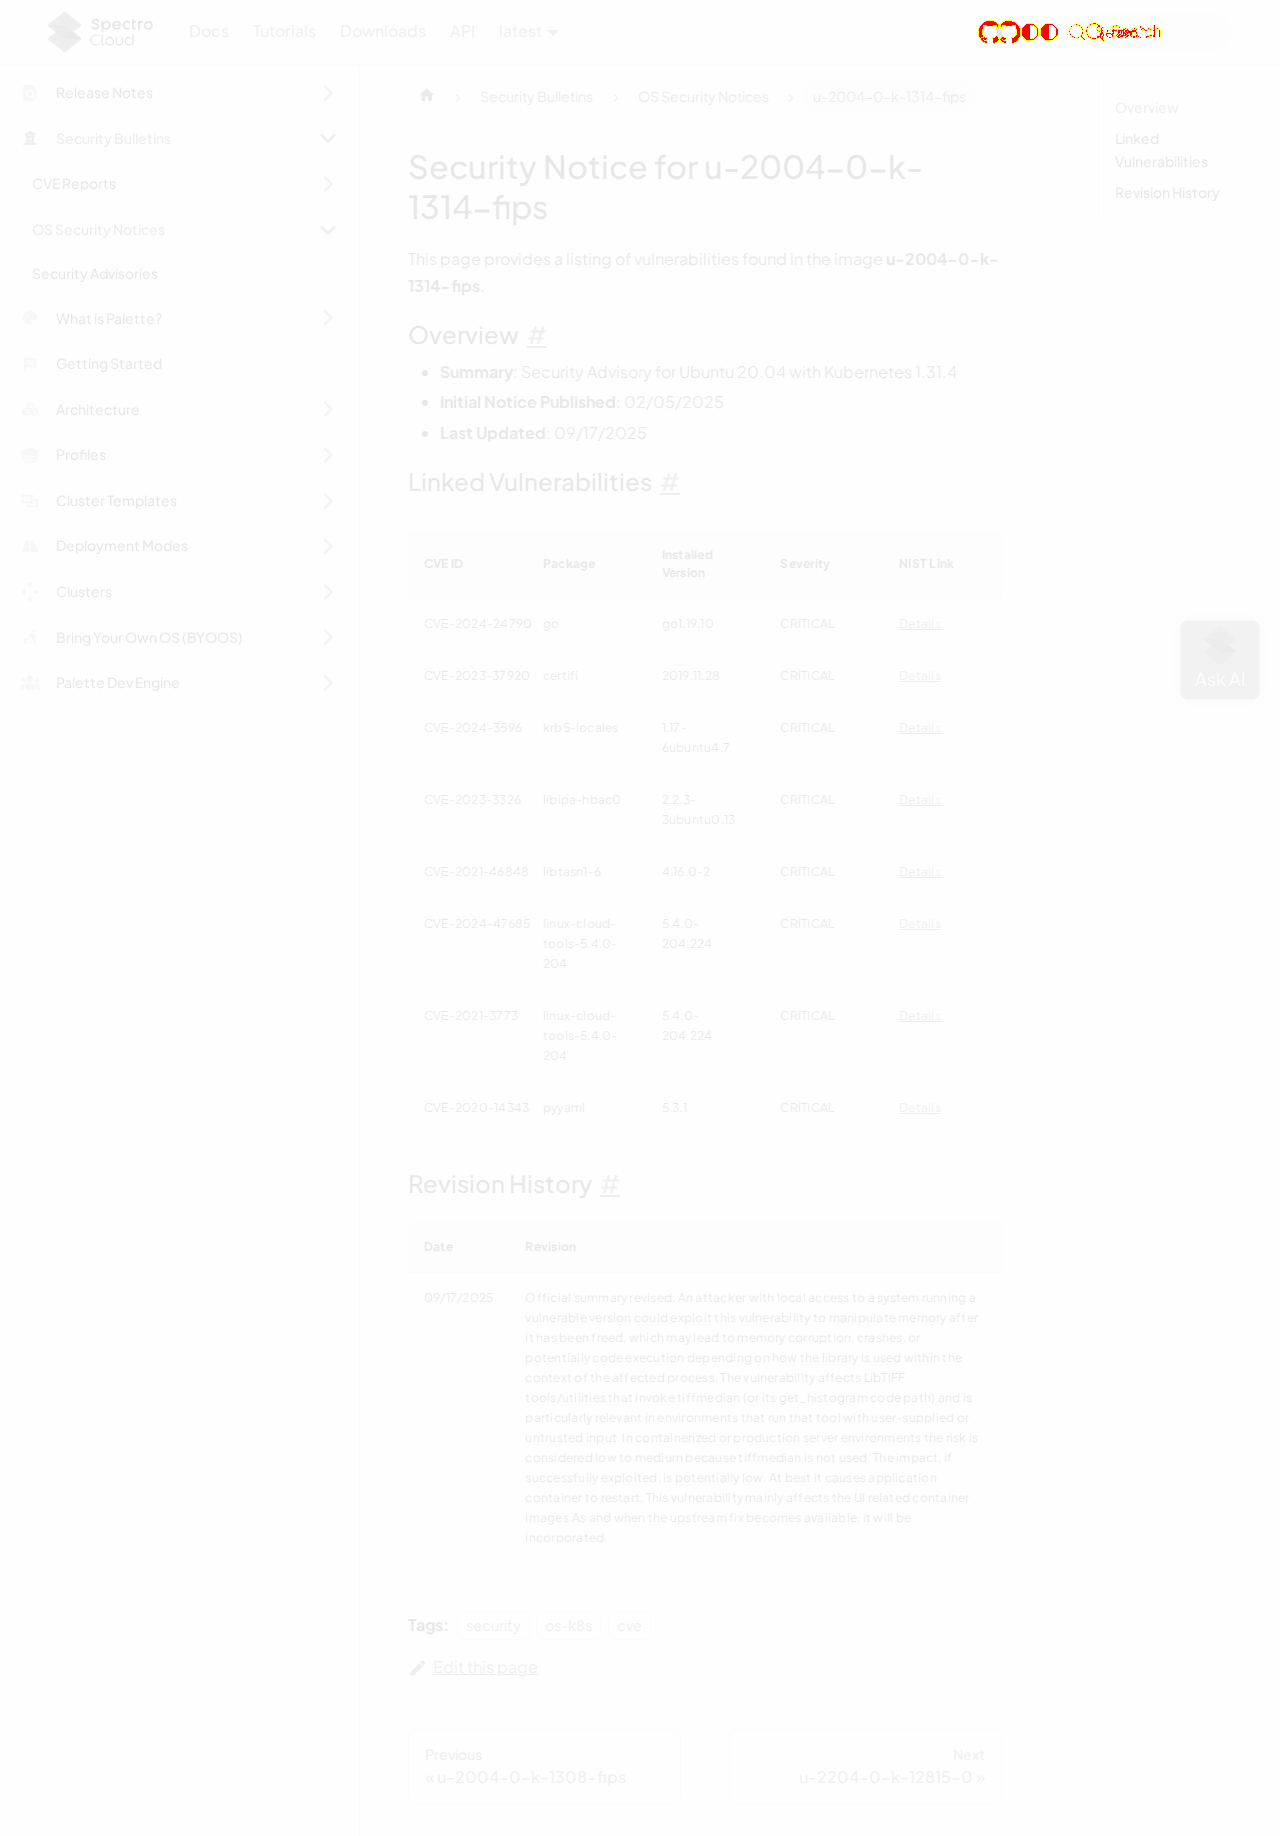 Spectro
Cloud
Docs
Tutorials
Downloads
API
latest
Release Notes
Security Bulletins
CVE Reports
OS Security Notices
Security Advisories
What is Palette?
Getting Started
Architecture
Profiles
Cluster Templates
Deployment Modes
Clusters
Bring Your Own OS (BYOOS)
Palette Dev Engine
Security Bulletins
OS Security Notices
u-2004-0-k-1314-fips
Security Notice for u-2004-0-k-
1314-fips
This page provides a listing of vulnerabilities found in the image u-2004-0-k-
1314-fips.
Overview #
Summary: Security Advisory for Ubuntu 20.04 with Kubernetes 1.31.4
Initial Notice Published: 02/05/2025
Last Updated: 09/17/2025
Linked Vulnerabilities #
CVE ID Package Installed Version Severity NIST Link
CVE-2024-24790 go go1.19.10 CRITICAL Details
CVE-2023-37920 certifi 2019.11.28 CRITICAL Details
CVE-2024-3596 krb5-locales 1.17-
6ubuntu4.7 CRITICAL Details
CVE-2023-3326 libipa-hbac0 2.2.3-
3ubuntu0.13 CRITICAL Details
CVE-2021-46848 libtasn1-6 4.16.0-2 CRITICAL Details
CVE-2024-47685 linux-cloud-
tools-5.4.0-
204 5.4.0-
204.224 CRITICAL Details
CVE-2021-3773 linux-cloud-
tools-5.4.0-
204 5.4.0-
204.224 CRITICAL Details
CVE-2020-14343 pyyaml 5.3.1 CRITICAL Details
Revision History #
Date Revision
09/17/2025 Official summary revised: An attacker with local access to a system running a
vulnerable version could exploit this vulnerability to manipulate memory after
it has been freed, which may lead to memory corruption, crashes, or
potentially code execution depending on how the library is used within the
context of the affected process. The vulnerability affects LibTIFF
tools/utilities that invoke tiffmedian (or its get_histogram code path) and is
particularly relevant in environments that run that tool with user-supplied or
untrusted input. In containerized or production server environments the risk is
considered low to medium because tiffmedian is not used. The impact, if
successfully exploited, is potentially low. At best it causes application
container to restart. This vulnerability mainly affects the UI related container
images As and when the upstream fix becomes available, it will be
incorporated.
Tags: security os-k8s cve
Edit this page
Previous
« u-2004-0-k-1308-fips
Next
u-2204-0-k-12815-0 »
Overview
Linked
Vulnerabilities
Revision History
Ask AI